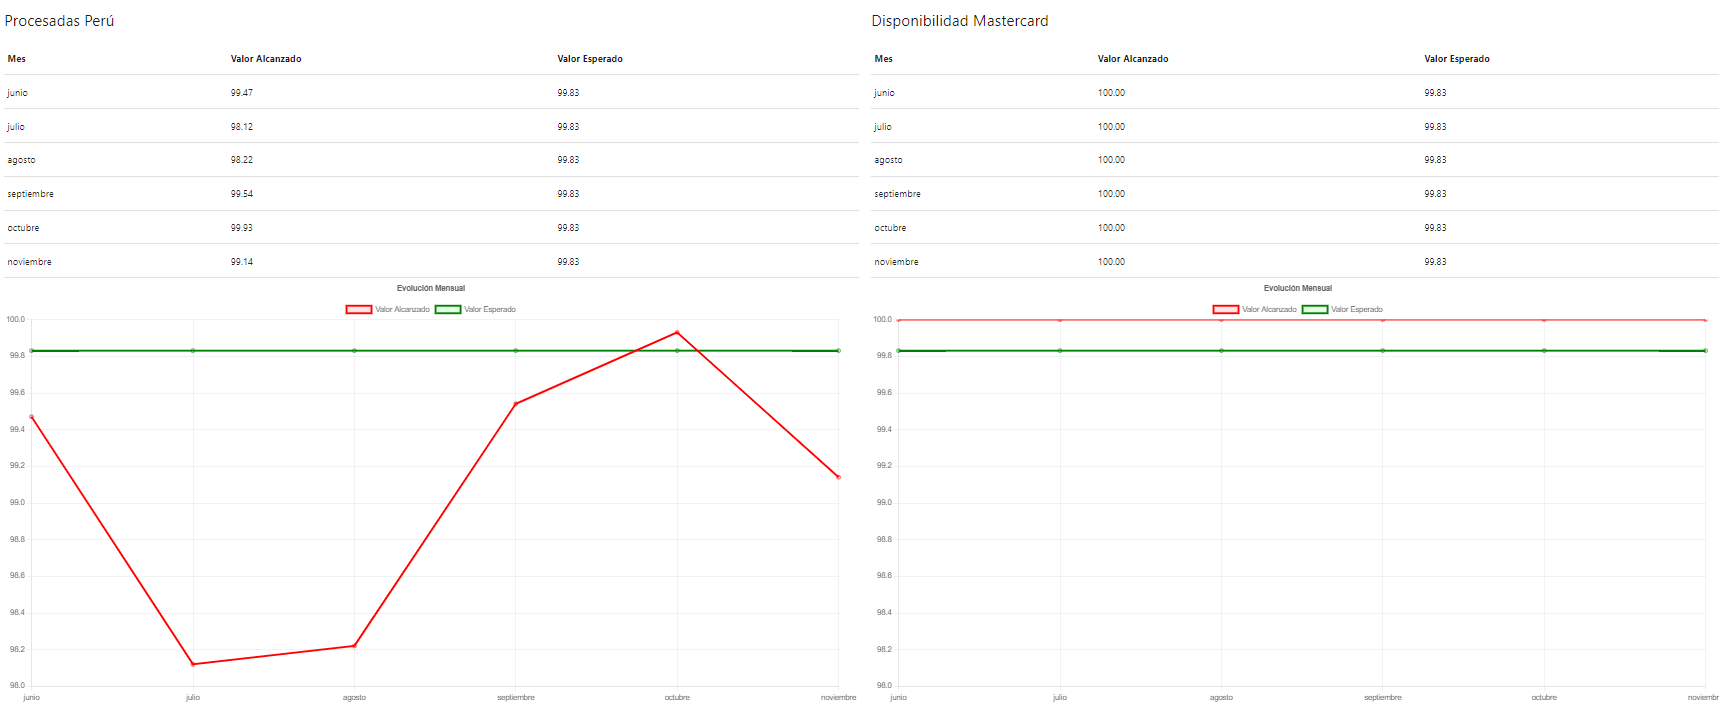 Procesadas Perú
Mes Valor Alcanzado Valor Esperado
junio 99.47 99.83
julio 98.12 99.83
agosto 98.22 99.83
septiembre 99.54 99.83
octubre 99.93 99.83
noviembre 99.14 99.83
Evolución Mensual
Valor Alcanzado Valor Esperado
100.0
99.8
99.6
99.4
99.2
99.0
98.8
98.6
98.4
98.2
98.0
junio julio agosto septiembre octubre noviembre
Disponibilidad Mastercard
Mes Valor Alcanzado Valor Esperado
junio 100.00 99.83
julio 100.00 99.83
agosto 100.00 99.83
septiembre 100.00 99.83
octubre 100.00 99.83
noviembre 100.00 99.83
Evolución Mensual
Valor Alcanzado Valor Esperado
100.0
99.8
99.6
99.4
99.2
99.0
98.8
98.6
98.4
98.2
98.0
junio julio agosto septiembre octubre noviembr